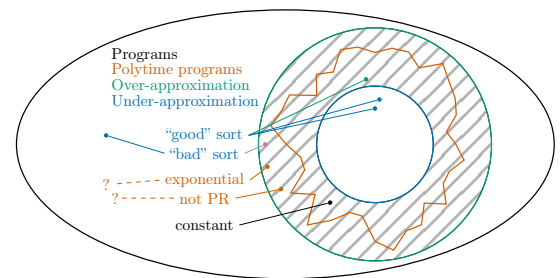 Programs
Polytime programs
Over-approximation
Under-approximation
“good” sort
“bad” sort
? exponential
? not PR
constant